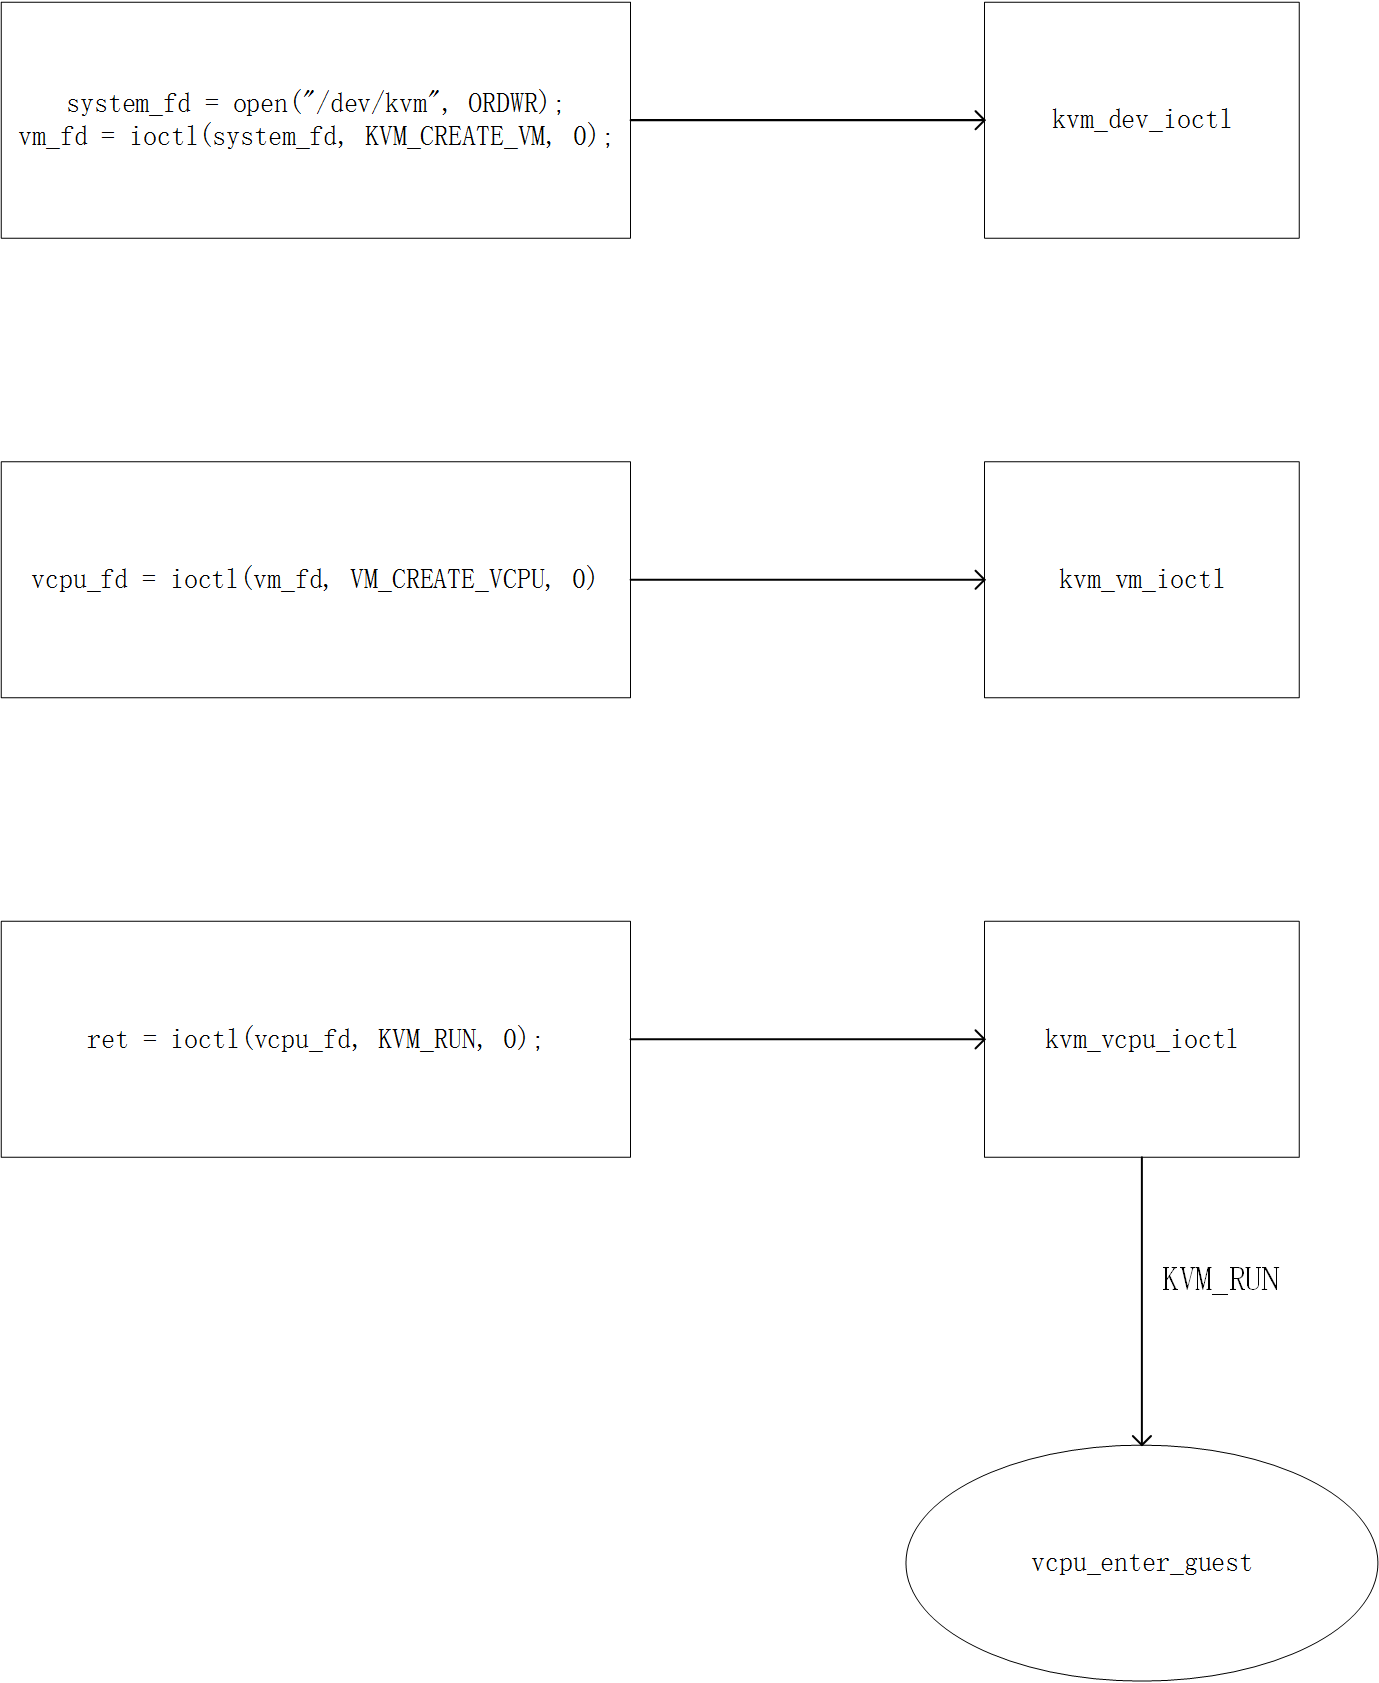 system_fd = open("/dev/kvm", ORDWR);
vm_fd = ioctl(system_fd, KVM_CREATE_VM, 0);
kvm_dev_ioctl
vcpu_fd = ioctl(vm_fd, VM_CREATE_VCPU, 0)
kvm_vm_ioctl
ret = ioctl(vcpu_fd, KVM_RUN, 0);
kvm_vcpu_ioctl
KVM_RUN
vcpu_enter_guest